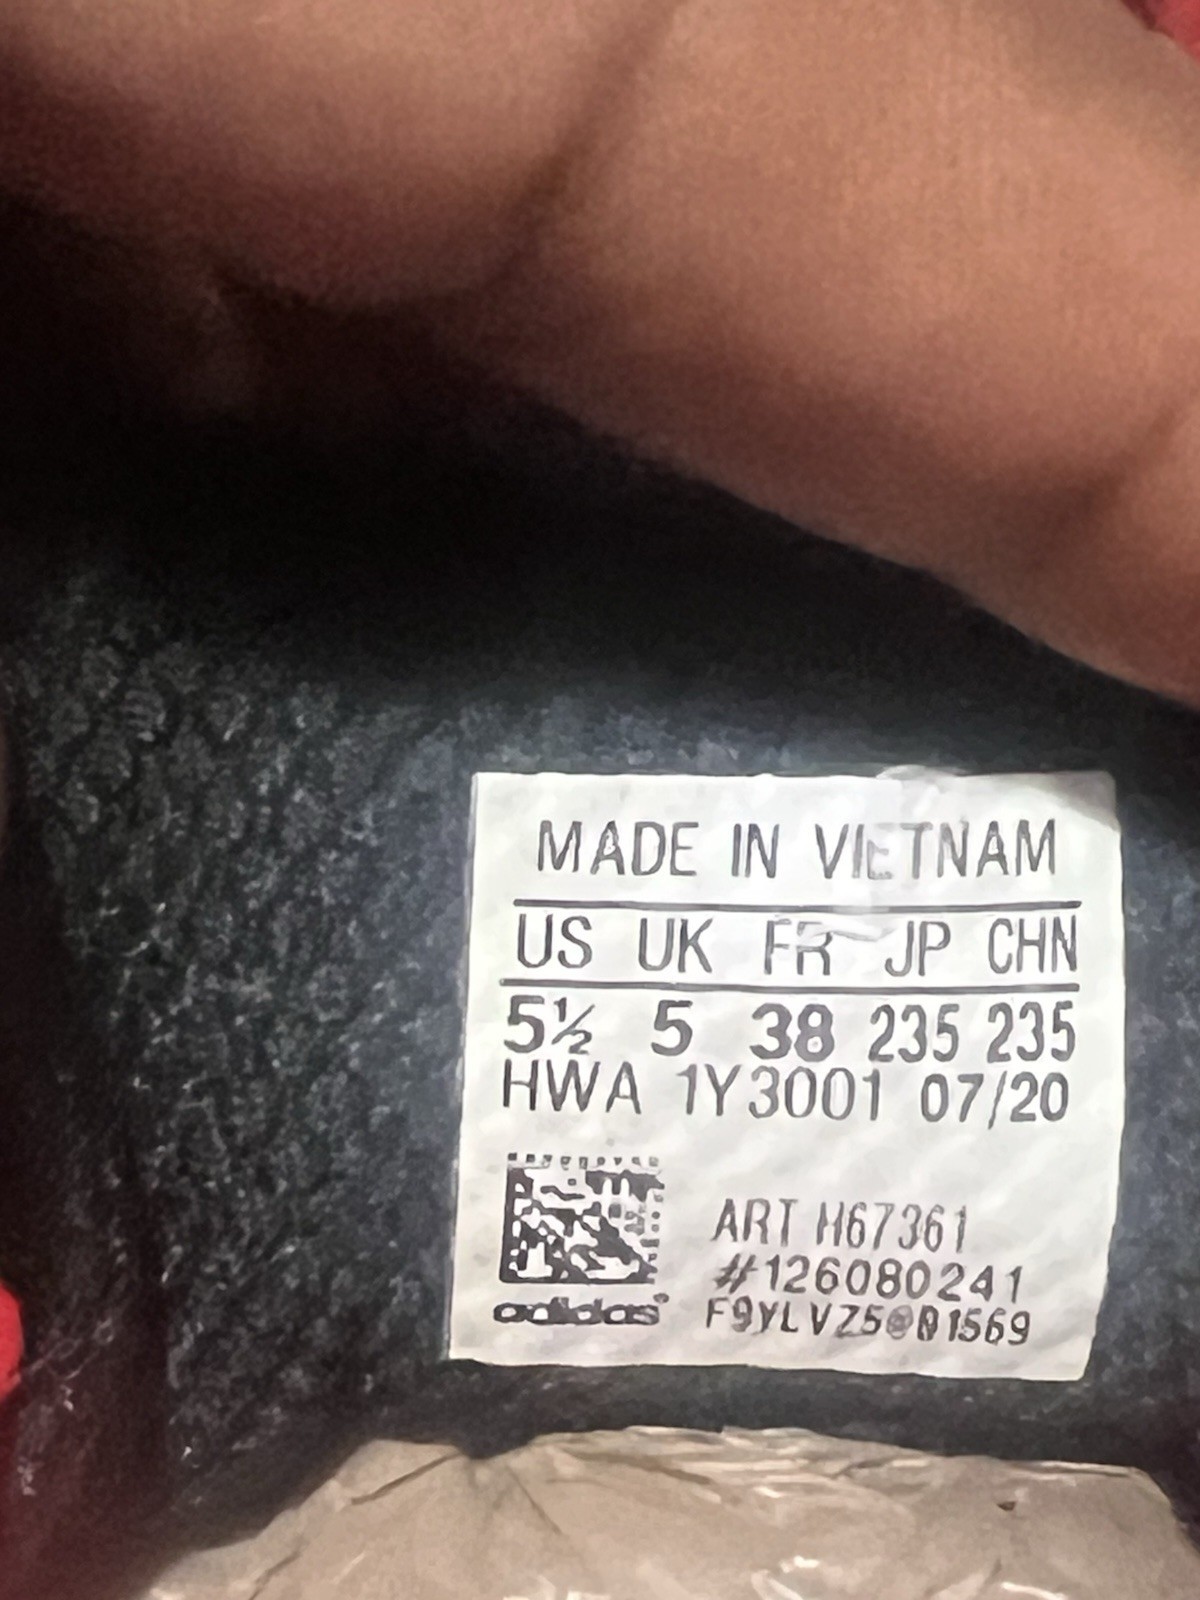 MADE IN VIETNAM
US UK FR JP CHN
5½ 5 38 235 235
HWA 1Y3001 07/20
ART H67361
#126080241
adidas